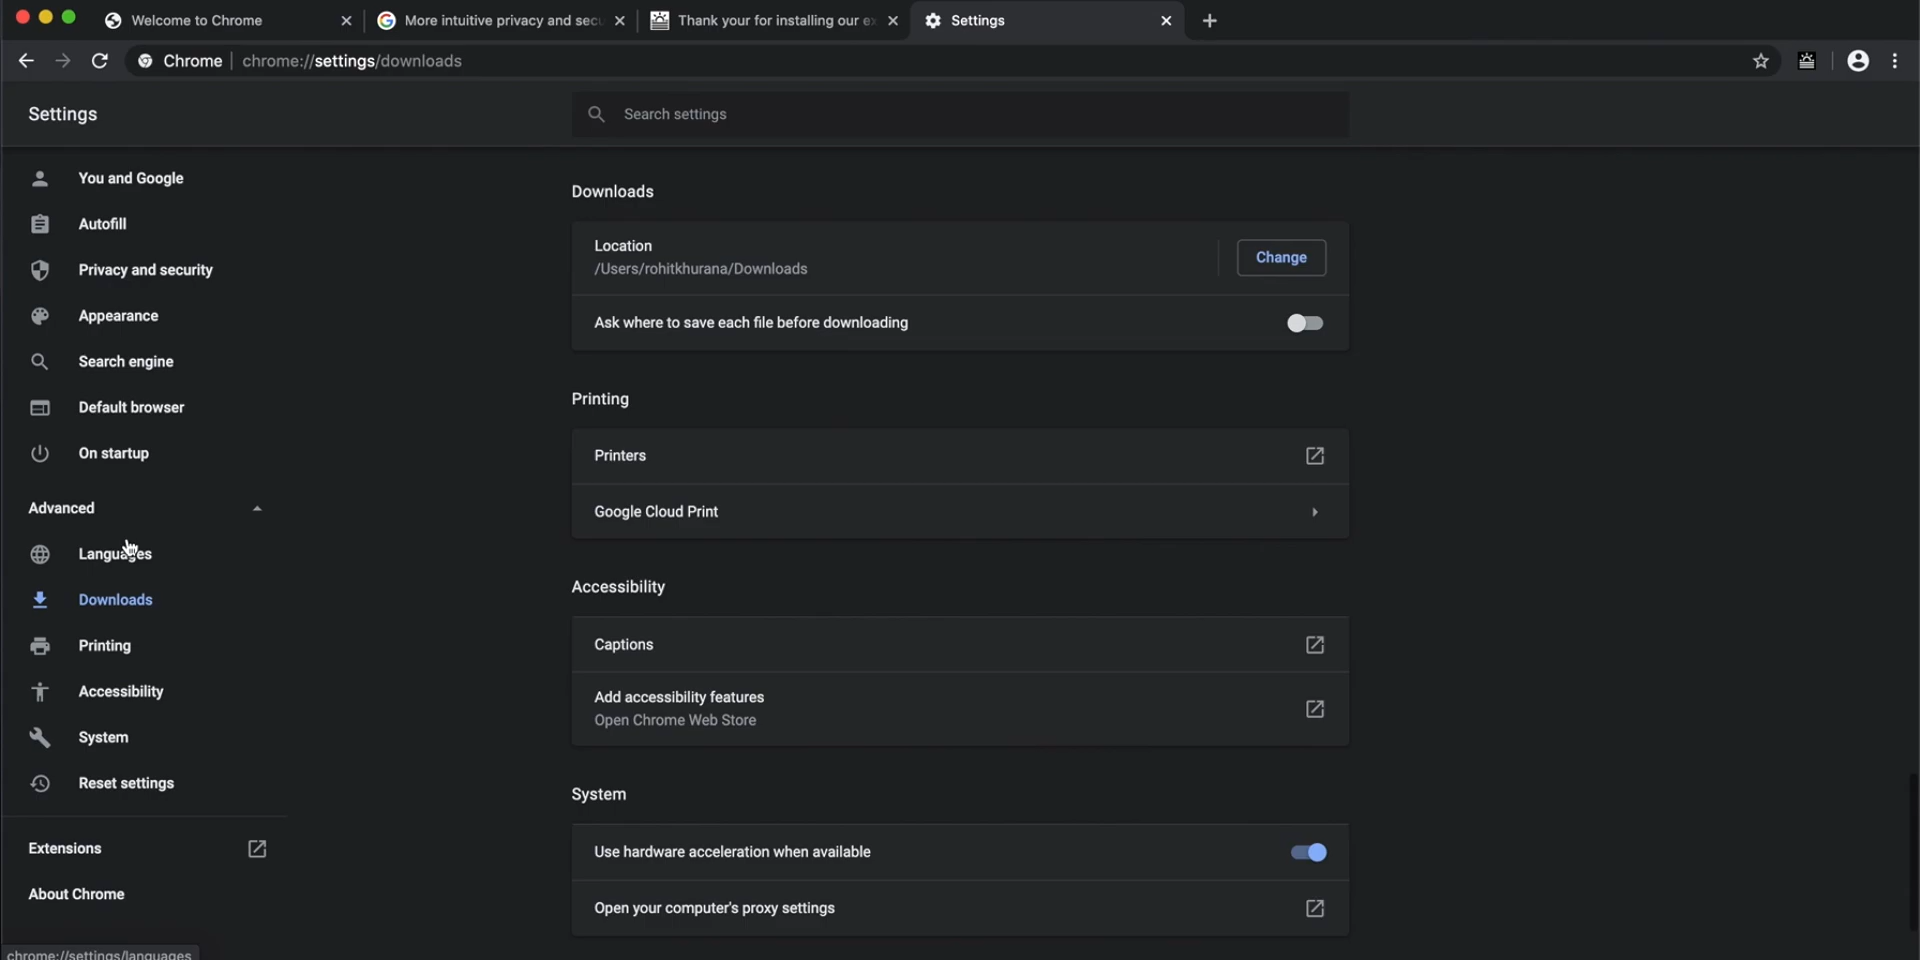 Welcome to Chrome
More intuitive privacy and secu
Thank your for installing our ex
Settings
Chrome
chrome://settings/downloads
Settings
Search settings
You and Google
Autofill
Privacy and security
Appearance
Search engine
Default browser
On startup
Advanced
Languages
Downloads
Printing
Accessibility
System
Reset settings
Extensions
About Chrome
chrome://settings/languages
Downloads
Location
/Users/rohitkhurana/Downloads
Change
Ask where to save each file before downloading
Printing
Printers
Google Cloud Print
Accessibility
Captions
Add accessibility features
Open Chrome Web Store
System
Use hardware acceleration when available
Open your computer's proxy settings